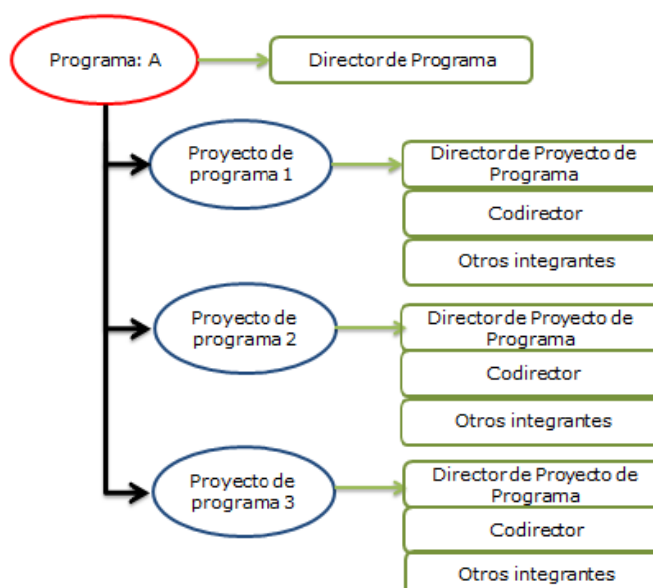 Programa: A
Director de Programa
Proyecto de
programa 1
Director de Proyecto de
Programa
Codirector
Otros integrantes
Proyecto de
programa 2
Director de Proyecto de
Programa
Codirector
Otros integrantes
Proyecto de
programa 3
Director de Proyecto de
Programa
Codirector
Otros integrantes